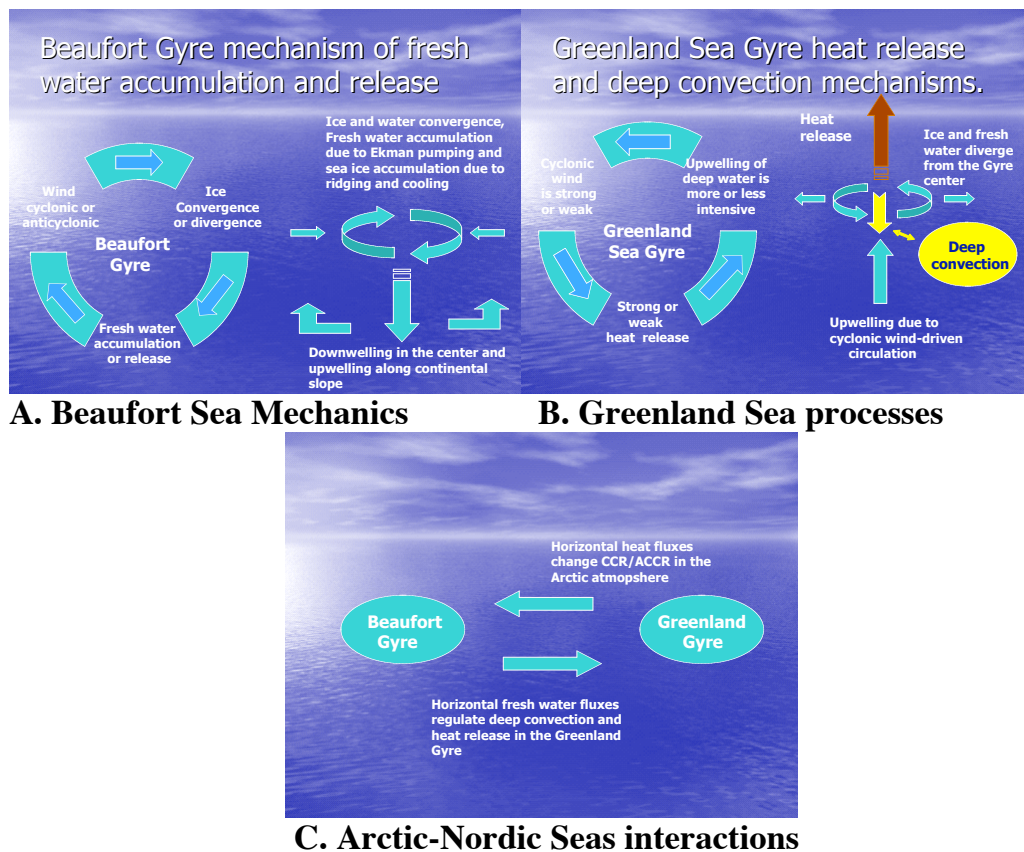 Beaufort Gyre mechanism of fresh
water accumulation and release
Ice and water convergence,
Fresh water accumulation
due to Ekman pumping and
sea ice accumulation due to
ridging and cooling
Wind
cyclonic or
anticyclonic
Ice
Convergence
or divergence
Beaufort
Gyre
Fresh water
accumulation
or release
Downwelling in the center and
upwelling along continental
slope
A. Beaufort Sea Mechanics
Greenland Sea Gyre heat release
and deep convection mechanisms.
Heat
release
Ice and fresh
water diverge
from the Gyre
center
Cyclonic
wind
is strong
or weak
Upwelling of
deep water is
more or less
intensive
Greenland
Sea Gyre
Deep
convection
Strong or
weak
heat release
Upwelling due to
cyclonic wind-driven
circulation
B. Greenland Sea processes
Horizontal heat fluxes
change CCR/ACCR in the
Arctic atmopshere
Beaufort
Gyre
Greenland
Gyre
Horizontal fresh water fluxes
regulate deep convection and
heat release in the Greenland
Gyre
C. Arctic-Nordic Seas interactions